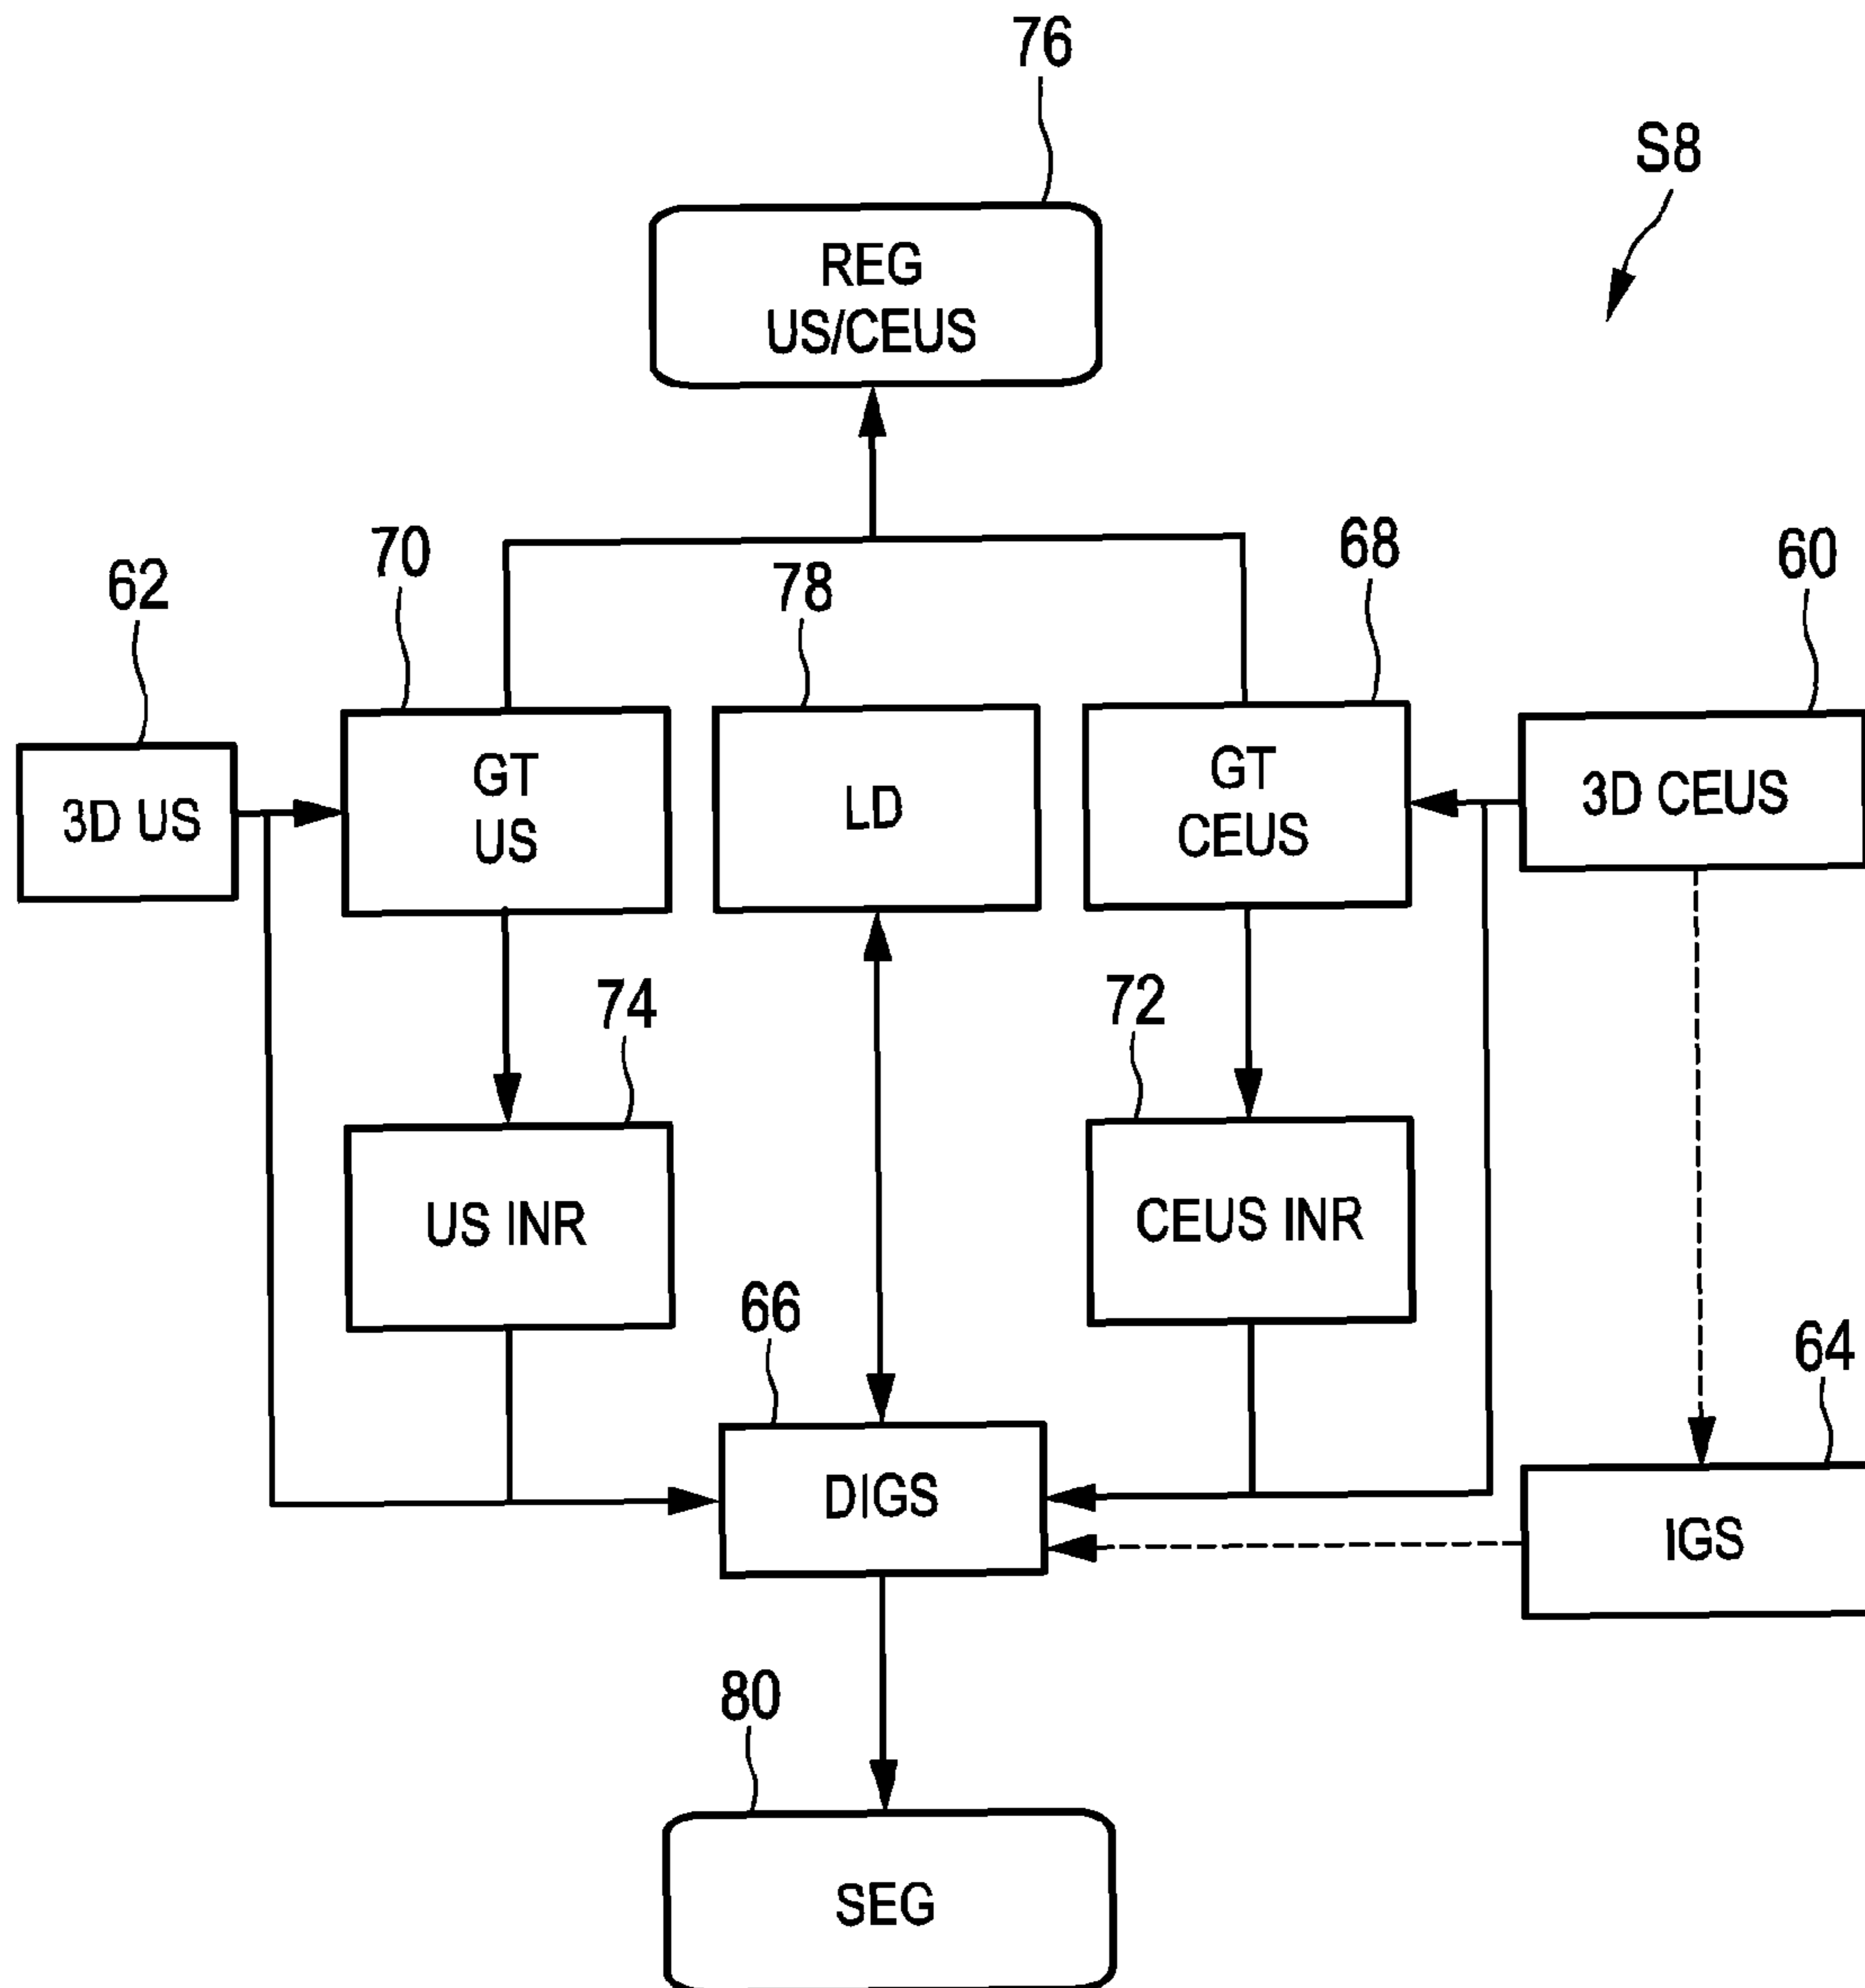 76
S8
REG
US/CEUS
70
68
60
62
78
3D US
GT
US
LD
GT
CEUS
3D CEUS
74
72
US INR
CEUS INR
66
64
DIGS
IGS
80
SEG